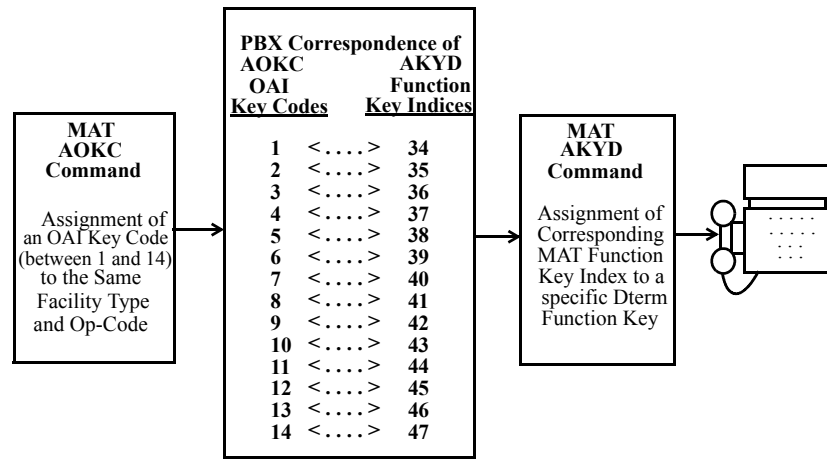 MAT
AOKC
Command
Assignment of
an OAI Key Code
(between 1 and 14)
to the Same
Facility Type
and Op-Code
PBX Correspondence of
AOKC AKYD
OAI Function
Key Codes Key Indices
1 <....> 34
2 <....> 35
3 <....> 36
4 <....> 37
5 <....> 38
6 <....> 39
7 <....> 40
8 <....> 41
9 <....> 42
10 <....> 43
11 <....> 44
12 <....> 45
13 <....> 46
14 <....> 47
MAT
AKYD
Command
Assignment of
Corresponding
MAT Function
Key Index to a
specific Dterm
Function Key